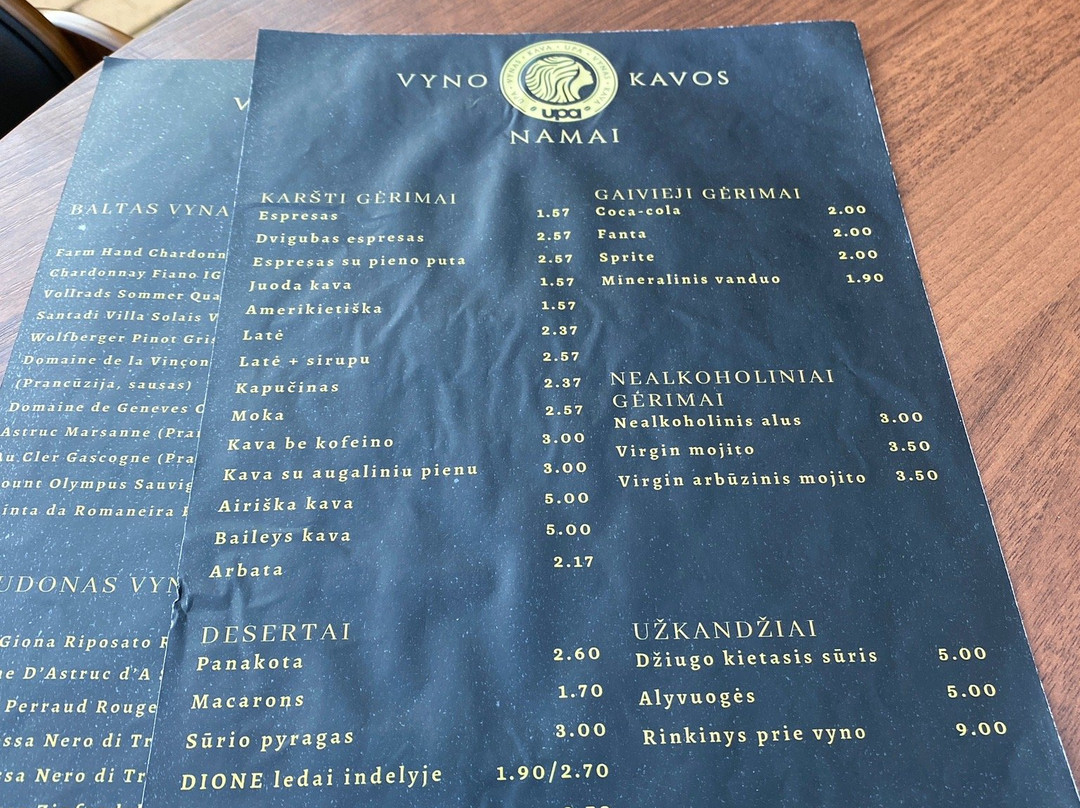 VYNO KAVOS
upa
NAMAI
KARŠTI GĖRIMAI
Espresas 1.57
Dvigubas espresas 2.57
Espresas su pieno puta 2.57
Juoda kava 1.57
Amerikietiška 1.57
Latė 2.37
Latė + sirupu 2.57
Kapučinas 2.37
Moka 2.57
Kava be kofeino 3.00
Kava su augaliniu pienu 3.00
Airiška kava 5.00
Baileys kava 5.00
Arbata 2.17
DESERTAI
Panakota 2.60
Macarons 1.70
Sūrio pyragas 3.00
DIONE ledai indelyje 1.90/2.70
GAIVIEJI GĖRIMAI
Coca-cola 2.00
Fanta 2.00
Sprite 2.00
Mineralinis vanduo 1.90
NEALKOHOLINIAI
GĖRIMAI
Nealkoholinis alus 3.00
Virgin mojito 3.50
Virgin arbūzinis mojito 3.50
UŽKANDŽIAI
Džiugo kietasis sūris 5.00
Alyvuogės 5.00
Rinkinys prie vyno 9.00
BALTAS VYNA
Farm Hand Chardonn
Chardonnay Fiano IG
Vollrads Sommer Qua
Santadi Villa Solais V
Wolfberger Pinot Gris
Domaine de la Vinçon
(Prancūzija, sausas)
Domaine de Geneves C
Astruc Marsanne (Pra
Au Cler Gascogne (Pra
ount Olympus Sauvig
inta da Romaneira
UDONAS VYN
Giona Riposato R
ne D'Astruc d'A
Perraud Rouge
ssa Nero di Tr
sa Nero di Tr